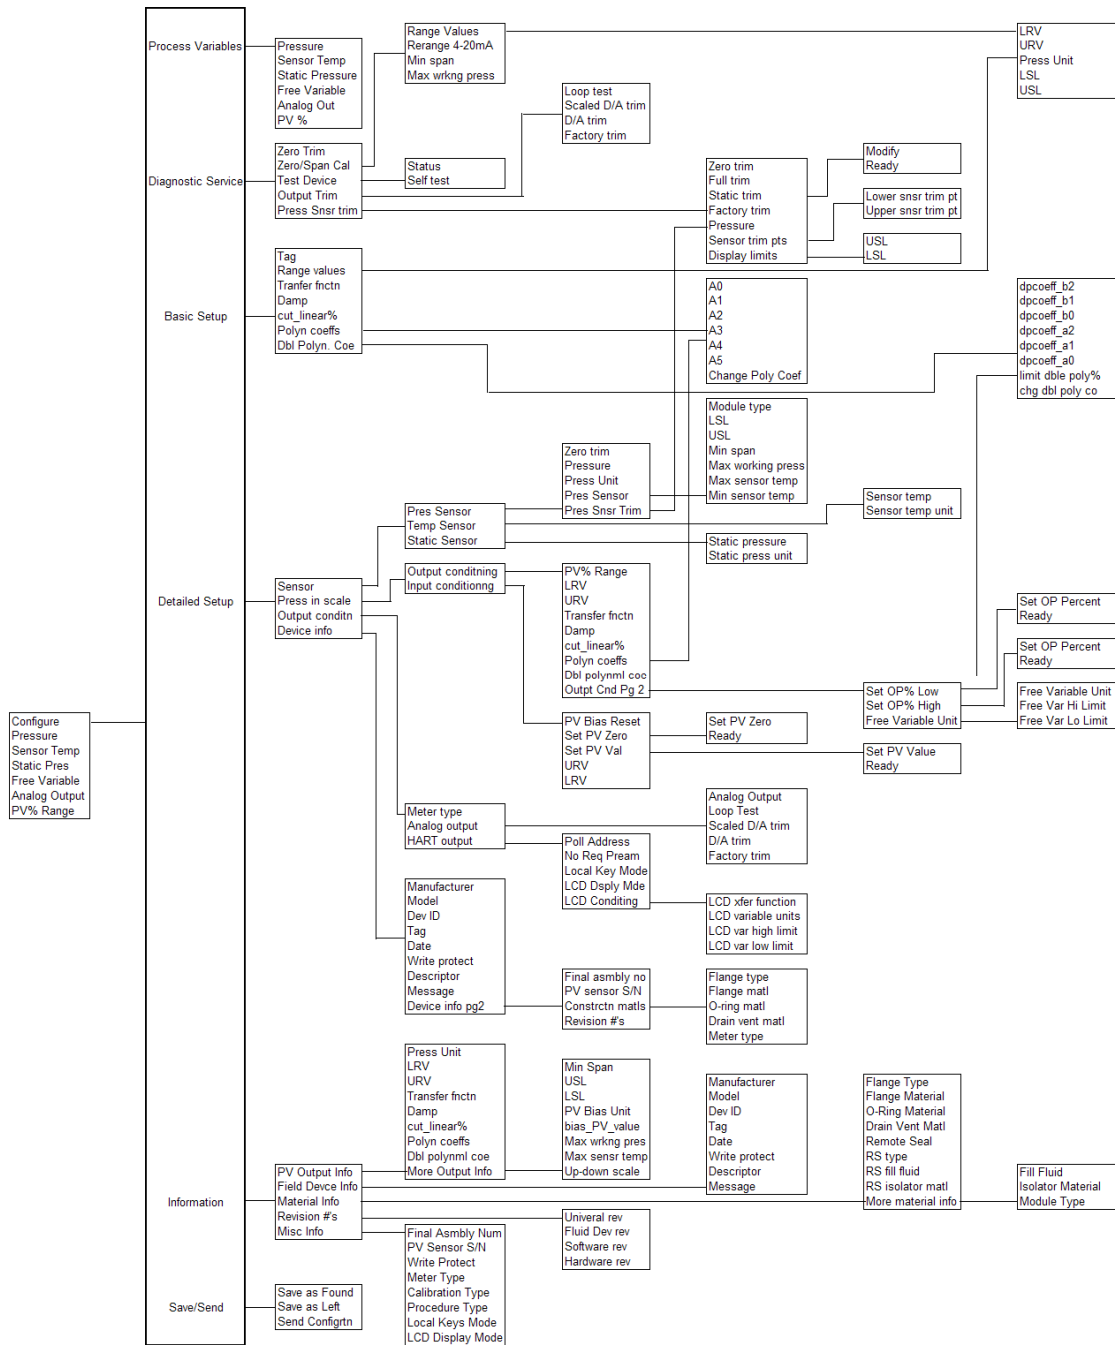 Process Variables
Pressure
Sensor Temp
Static Pressure
Free Variable
Analog Out
PV %
Range Values
Rerange 4-20mA
Min span
Max wrkng press
LRV
URV
Press Unit
LSL
USL
Loop test
Scaled D/A trim
D/A trim
Factory trim
Diagnostic Service
Zero Trim
Zero/Span Cal
Test Device
Output Trim
Press Snsr trim
Status
Self test
Zero trim
Full trim
Static trim
Factory trim
Pressure
Sensor trim pts
Display limits
Modify
Ready
Lower snsr trim pt
Upper snsr trim pt
USL
LSL
Basic Setup
Tag
Range values
Tranfer fnctn
Damp
cut_linear%
Polyn coeffs
Dbl Polyn. Coe
A0
A1
A2
A3
A4
A5
Change Poly Coef
dpcoeff_b2
dpcoeff_b1
dpcoeff_b0
dpcoeff_a2
dpcoeff_a1
dpcoeff_a0
limit dble poly%
chg dbl poly co
Module type
LSL
USL
Min span
Max working press
Max sensor temp
Min sensor temp
Zero trim
Pressure
Press Unit
Pres Sensor
Pres Snsr Trim
Pres Sensor
Temp Sensor
Static Sensor
Sensor temp
Sensor temp unit
Static pressure
Static press unit
Detailed Setup
Sensor
Press in scale
Output conditn
Device info
Output conditning
Input conditionng
PV% Range
LRV
URV
Transfer fnctn
Damp
cut_linear%
Polyn coeffs
Dbl polynml coe
Outpt Cnd Pg 2
Set OP Percent
Ready
Set OP Percent
Ready
Set OP% Low
Set OP% High
Free Variable Unit
Free Variable Unit
Free Var Hi Limit
Free Var Lo Limit
Configure
Pressure
Sensor Temp
Static Pres
Free Variable
Analog Output
PV% Range
PV Bias Reset
Set PV Zero
Set PV Val
URV
LRV
Set PV Zero
Ready
Set PV Value
Ready
Meter type
Analog output
HART output
Analog Output
Loop Test
Scaled D/A trim
D/A trim
Factory trim
Poll Address
No Req Pream
Local Key Mode
LCD Dsply Mde
LCD Conditing
LCD xfer function
LCD variable units
LCD var high limit
LCD var low limit
Manufacturer
Model
Dev ID
Tag
Date
Write protect
Descriptor
Message
Device info pg2
Final asmbly no
PV sensor S/N
Constrctn matls
Revision #'s
Flange type
Flange matl
O-ring matl
Drain vent matl
Meter type
Press Unit
LRV
URV
Transfer fnctn
Damp
cut_linear%
Polyn coeffs
Dbl polynml coe
More Output Info
Min Span
USL
LSL
PV Bias Unit
bias_PV_value
Max wrkng pres
Max sensr temp
Up-down scale
Manufacturer
Model
Dev ID
Tag
Date
Write protect
Descriptor
Message
Flange Type
Flange Material
O-Ring Material
Drain Vent Matl
Remote Seal
RS type
RS fill fluid
RS isolator matl
More material info
Fill Fluid
Isolator Material
Module Type
Information
PV Output Info
Field Devce Info
Material Info
Revision #'s
Misc Info
Univeral rev
Fluid Dev rev
Software rev
Hardware rev
Final Asmbly Num
PV Sensor S/N
Write Protect
Meter Type
Calibration Type
Procedure Type
Local Keys Mode
LCD Display Mode
Save/Send
Save as Found
Save as Left
Send Configrtn